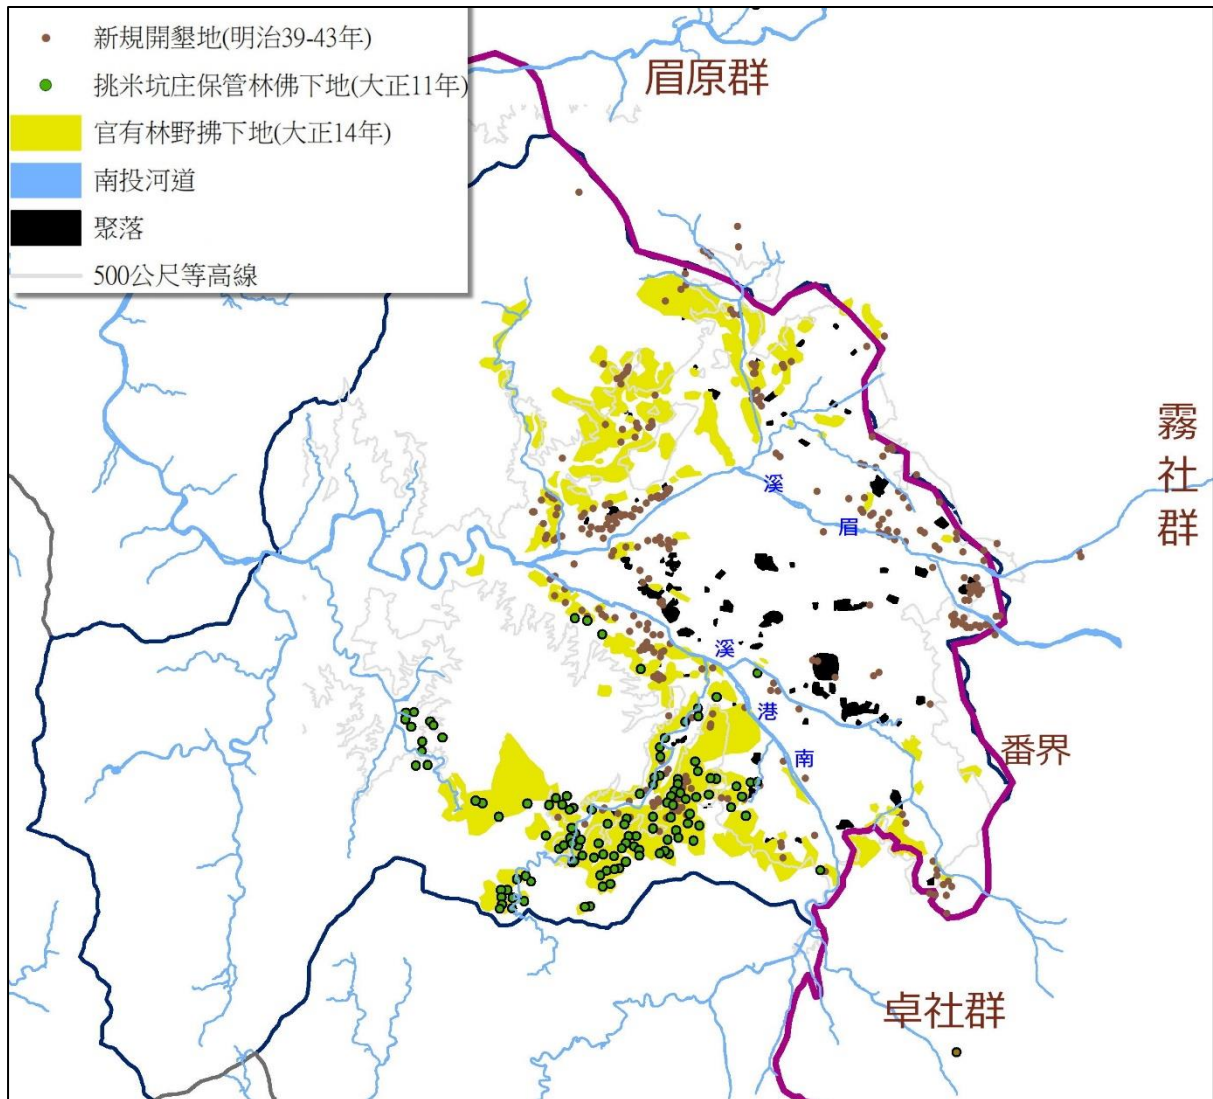 新規開墾地(明治39-43年)
挑米坑庄保管林佛下地(大正11年)
官有林野拂下地(大正14年)
南投河道
聚落
500公尺等高線
眉原群
霧社群
溪
眉
溪
港
南
番界
卓社群